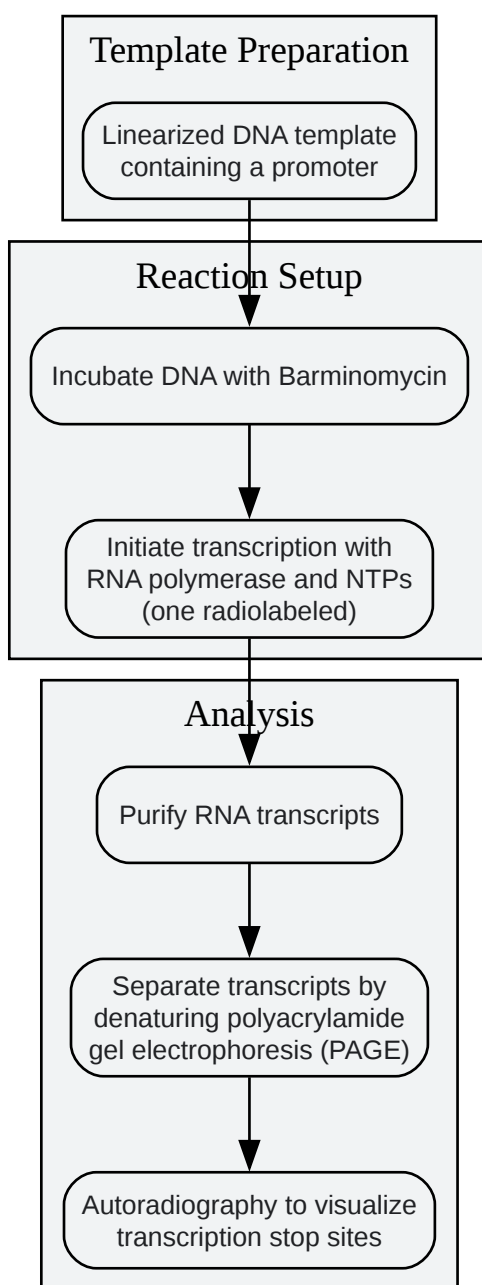 Template Preparation
Linearized DNA template
containing a promoter
Reaction Setup
Incubate DNA with Barminomycin
Initiate transcription with
RNA polymerase and NTPs
(one radiolabeled)
Analysis
Purify RNA transcripts
Separate transcripts by
denaturing polyacrylamide
gel electrophoresis (PAGE)
Autoradiography to visualize
transcription stop sites